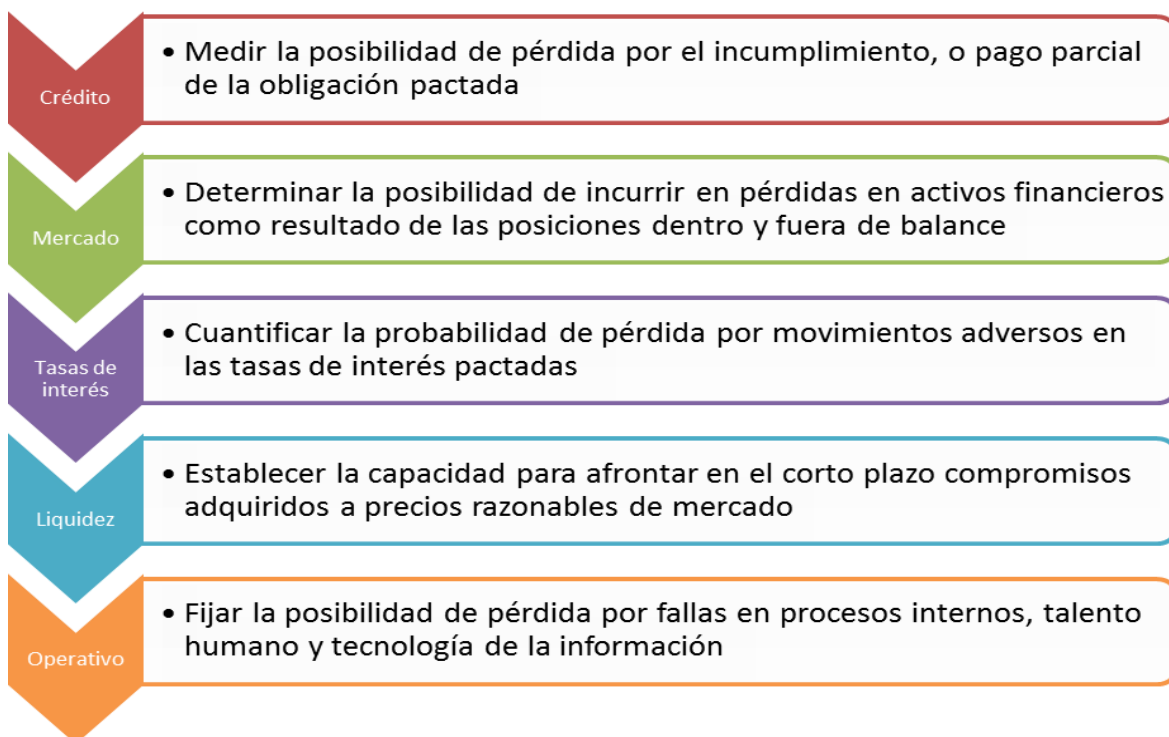 Crédito
• Medir la posibilidad de pérdida por el incumplimiento, o pago parcial
de la obligación pactada
Mercado
• Determinar la posibilidad de incurrir en pérdidas en activos financieros
como resultado de las posiciones dentro y fuera de balance
Tasas de
interés
• Cuantificar la probabilidad de pérdida por movimientos adversos en
las tasas de interés pactadas
Liquidez
• Establecer la capacidad para afrontar en el corto plazo compromisos
adquiridos a precios razonables de mercado
Operativo
• Fijar la posibilidad de pérdida por fallas en procesos internos, talento
humano y tecnología de la información